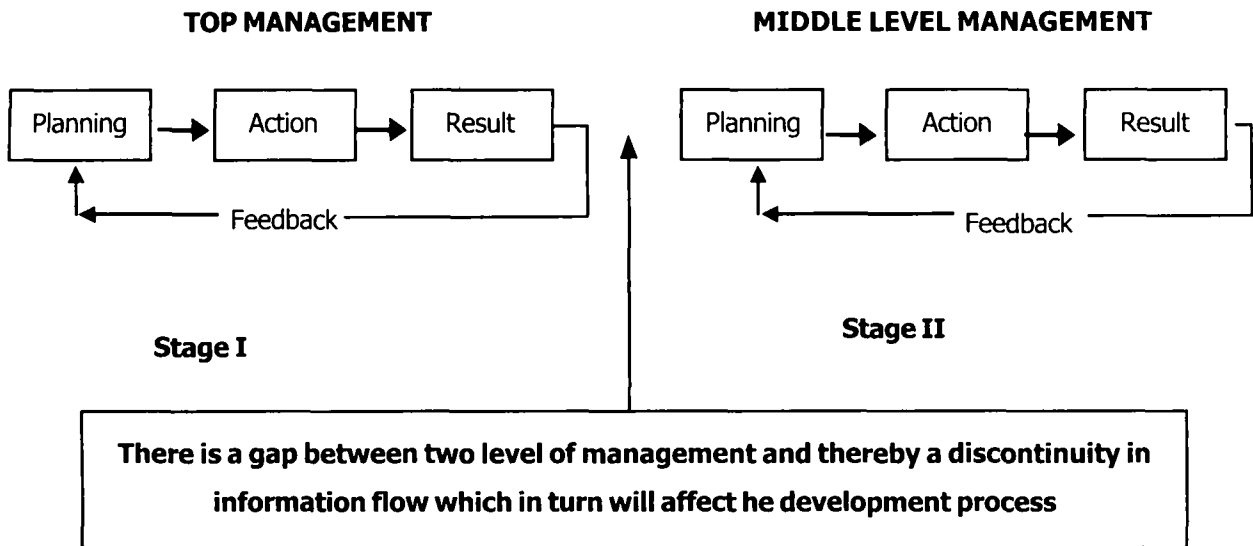 TOP MANAGEMENT
MIDDLE LEVEL MANAGEMENT
Planning
Action
Result
Planning
Action
Result
Feedback
Feedback
Stage I
Stage II
There is a gap between two level of management and thereby a discontinuity in
information flow which in turn will affect he development process